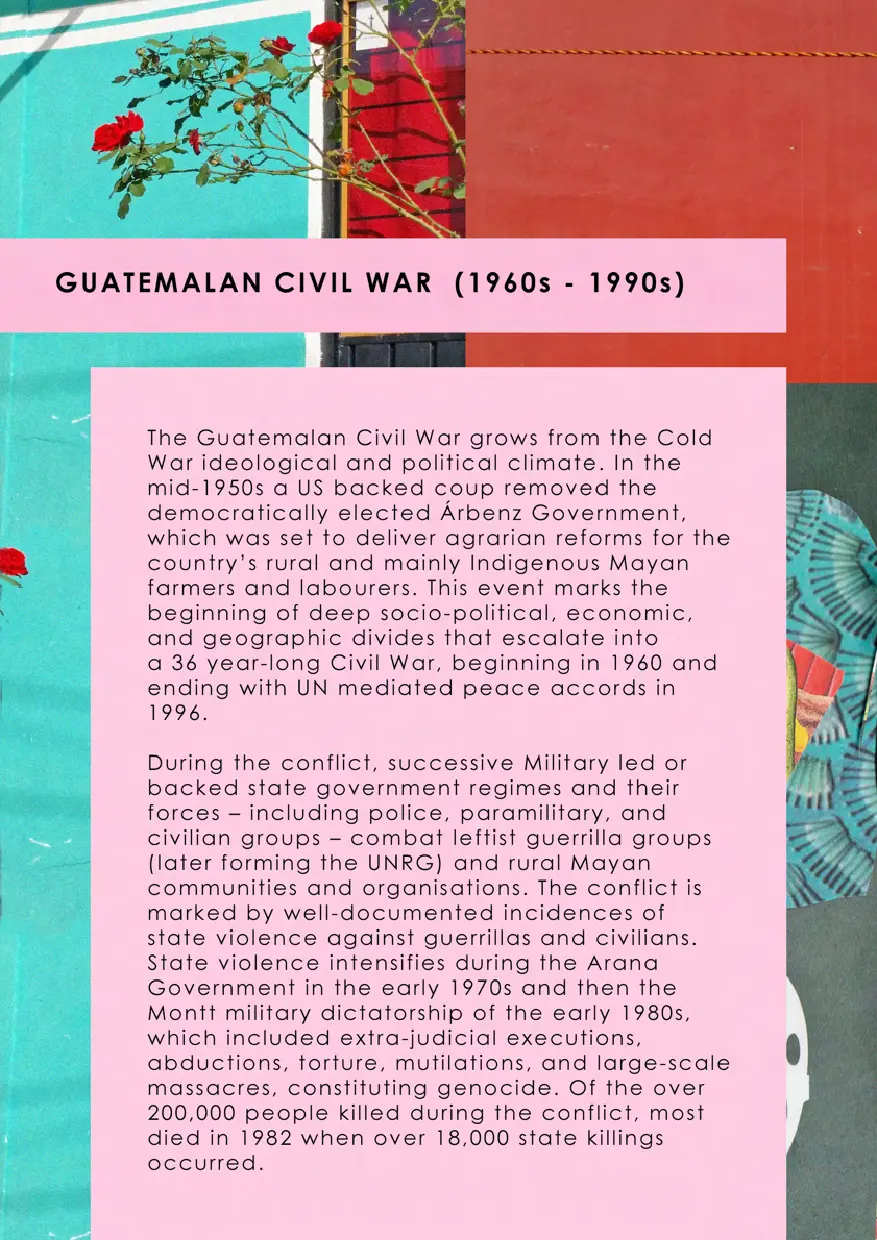 GUATEMALAN CIVIL WAR (1960s - 1990s)
The Guatemalan Civil War grows from the Cold
War ideological and political climate. In the
mid-1950s a US backed coup removed the
democratically elected Árbenz Government,
which was set to deliver agrarian reforms for the
country's rural and mainly Indigenous Mayan
farmers and labourers. This event marks the
beginning of deep socio-political, economic,
and geographic divides that escalate into
a 36 year-long Civil War, beginning in 1960 and
ending with UN mediated peace accords in
1996.
During the conflict, successive Military led or
backed state government regimes and their
forces – including police, paramilitary, and
civilian groups – combat leftist guerrilla groups
(later forming the UNRG) and rural Mayan
communities and organisations. The conflict is
marked by well-documented incidences of
state violence against guerrillas and civilians.
State violence intensifies during the Arana
Government in the early 1970s and then the
Montt military dictatorship of the early 1980s,
which included extra-judicial executions,
abductions, torture, mutilations, and large-scale
massacres, constituting genocide. Of the over
200,000 people killed during the conflict, most
died in 1982 when over 18,000 state killings
occurred.